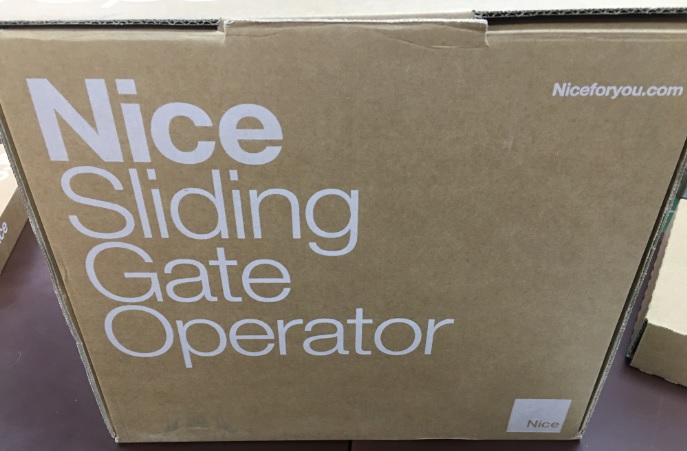 Niceforyou.com
Nice
Sliding
Gate
Operator
Nice